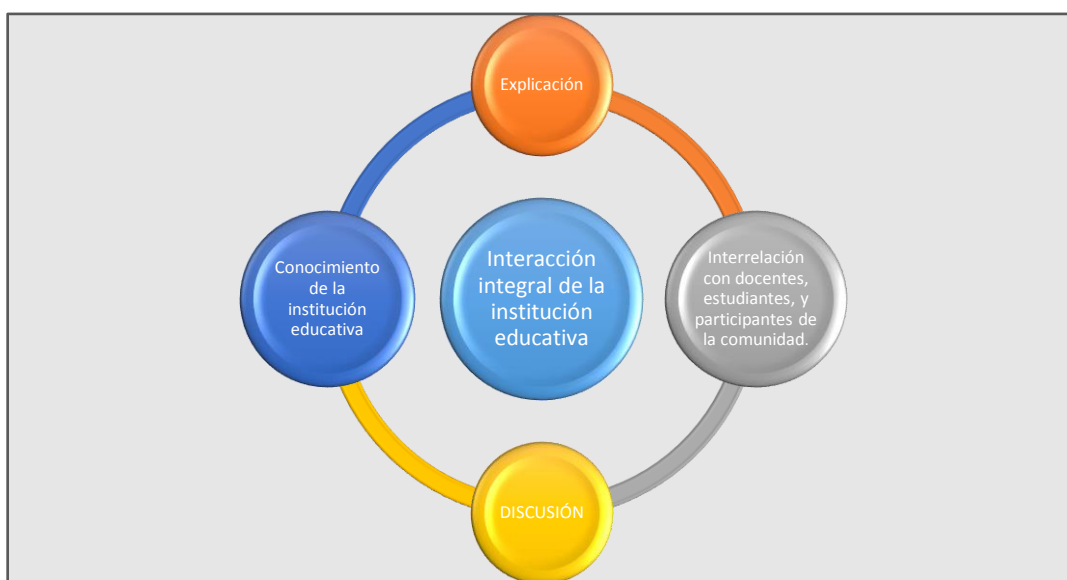 Explicación
Conocimiento
de la
institución
educativa
Interacción
integral de la
institución
educativa
Interrelación
con docentes,
estudiantes, y
participantes de
la comunidad.
DISCUSIÓN